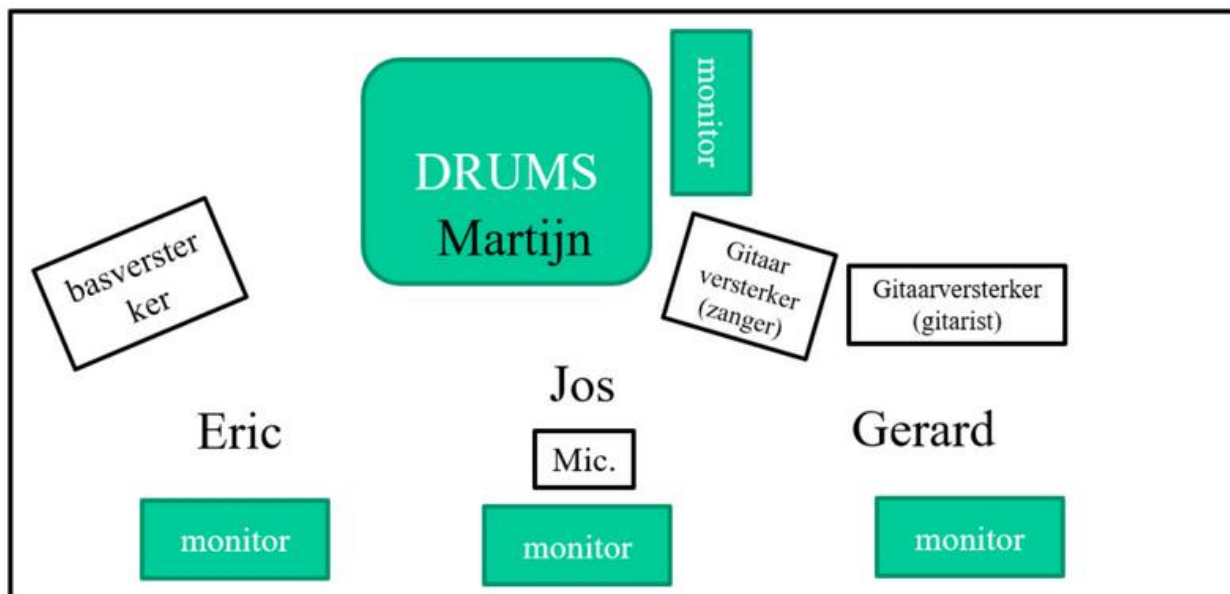 monitor
DRUMS
Martijn
basverster
ker
Gitaar
versterker
(zanger)
Gitaarversterker
(gitarist)
Jos
Eric
Gerard
Mic.
monitor
monitor
monitor